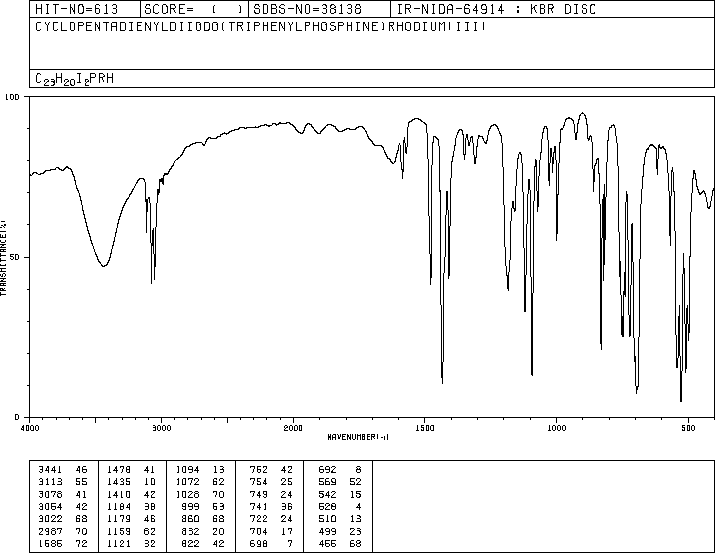 HIT-NO=613 SCORE= ( ) SDBS-NO=38138 IR-NIDA-64914 : KBR DISC
CYCLOPENTADIENYLDIIODO(TRIPHENYLPHOSPHINE)RHODIUM(III)
C23H20I2PRH
100
50
0
TRANSMITTANCE(%)
4000 3000 2000 1500 1000 500
WAVENUMBER(-1)
3441 46 1478 41 1094 13 762 42 692 8
3113 55 1435 10 1072 62 754 25 569 52
3078 41 1410 42 1028 70 749 24 542 15
3054 42 1184 38 999 53 741 36 528 4
3022 68 1179 46 860 68 722 24 510 13
2987 70 1159 62 832 20 704 17 499 23
1585 72 1121 32 822 42 698 7 455 68